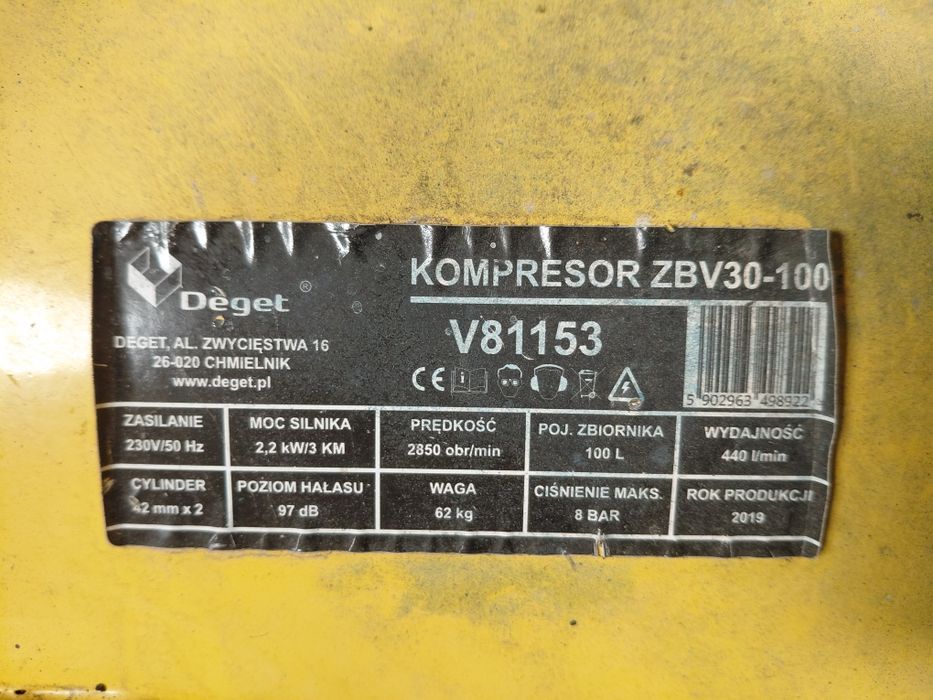 Deget ®
DEGET, AL. ZWYCIĘSTWA 16
26-020 CHMIELNIK
www.deget.pl
KOMPRESOR ZBV30-100
V81153
CE
5 902963 498922
ZASILANIE
230V/50 Hz
MOC SILNIKA
2,2 kW/3 KM
PRĘDKOŚĆ
2850 obr/min
POJ. ZBIORNIKA
100 L
WYDAJNOŚĆ
440 l/min
CYLINDER
42 mm x 2
POZIOM HAŁASU
97 dB
WAGA
62 kg
CIŚNIENIE MAKS.
8 BAR
ROK PRODUKCJI
2019